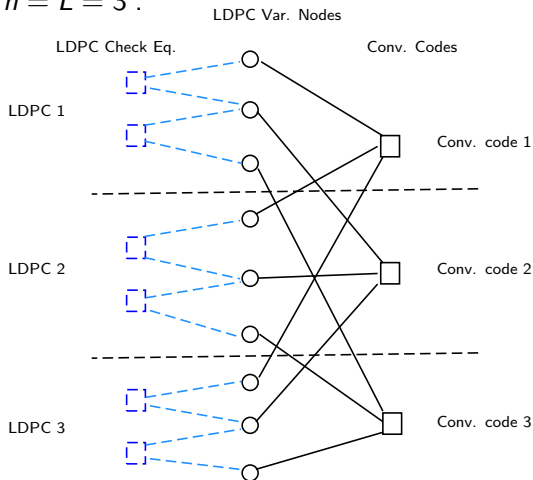 n = L = 3 .
LDPC Var. Nodes
LDPC Check Eq.
Conv. Codes
LDPC 1
Conv. code 1
LDPC 2
Conv. code 2
LDPC 3
Conv. code 3